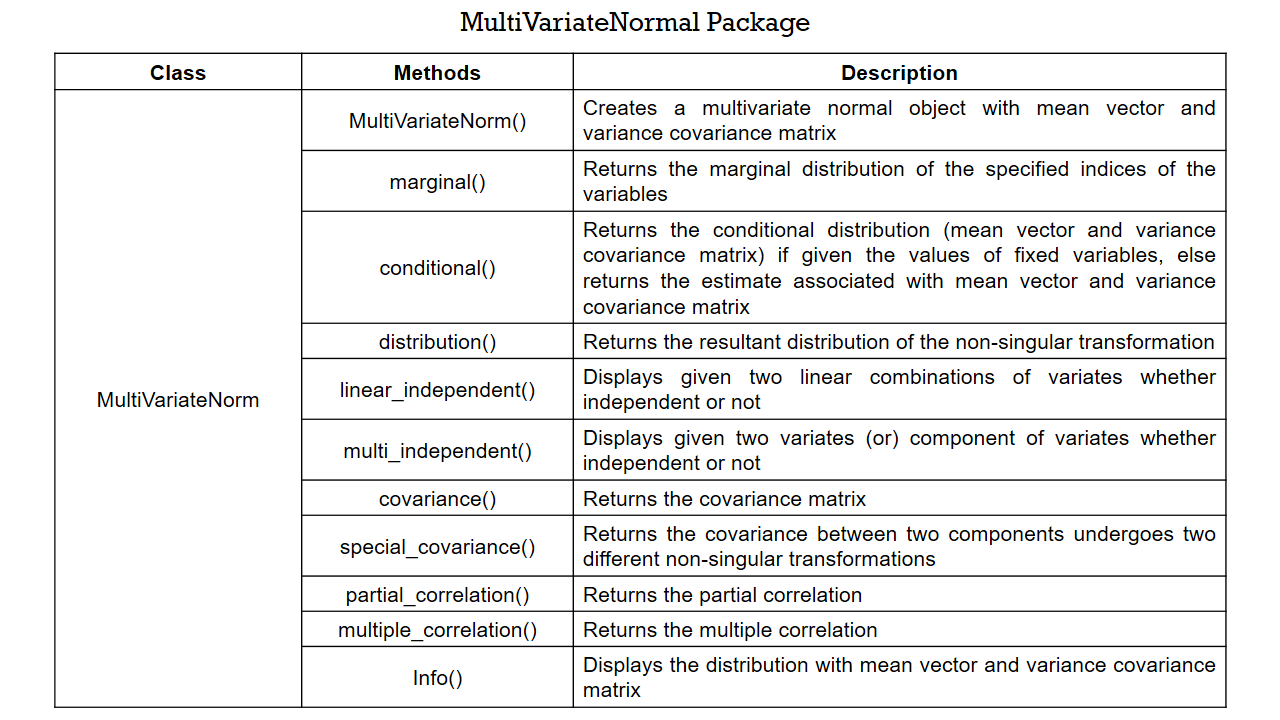 MultiVariateNormal Package
Class
Methods
Description
MultiVariateNorm
MultiVariateNorm()
Creates a multivariate normal object with mean vector and
variance covariance matrix
marginal()
Returns the marginal distribution of the specified indices of the
variables
conditional()
Returns the conditional distribution (mean vector and variance
covariance matrix) if given the values of fixed variables, else
returns the estimate associated with mean vector and variance
covariance matrix
distribution()
Returns the resultant distribution of the non-singular transformation
linear_independent()
Displays given two linear combinations of variates whether
independent or not
multi_independent()
Displays given two variates (or) component of variates whether
independent or not
covariance()
Returns the covariance matrix
special_covariance()
Returns the covariance between two components undergoes two
different non-singular transformations
partial_correlation()
Returns the partial correlation
multiple_correlation()
Returns the multiple correlation
Info()
Displays the distribution with mean vector and variance covariance
matrix